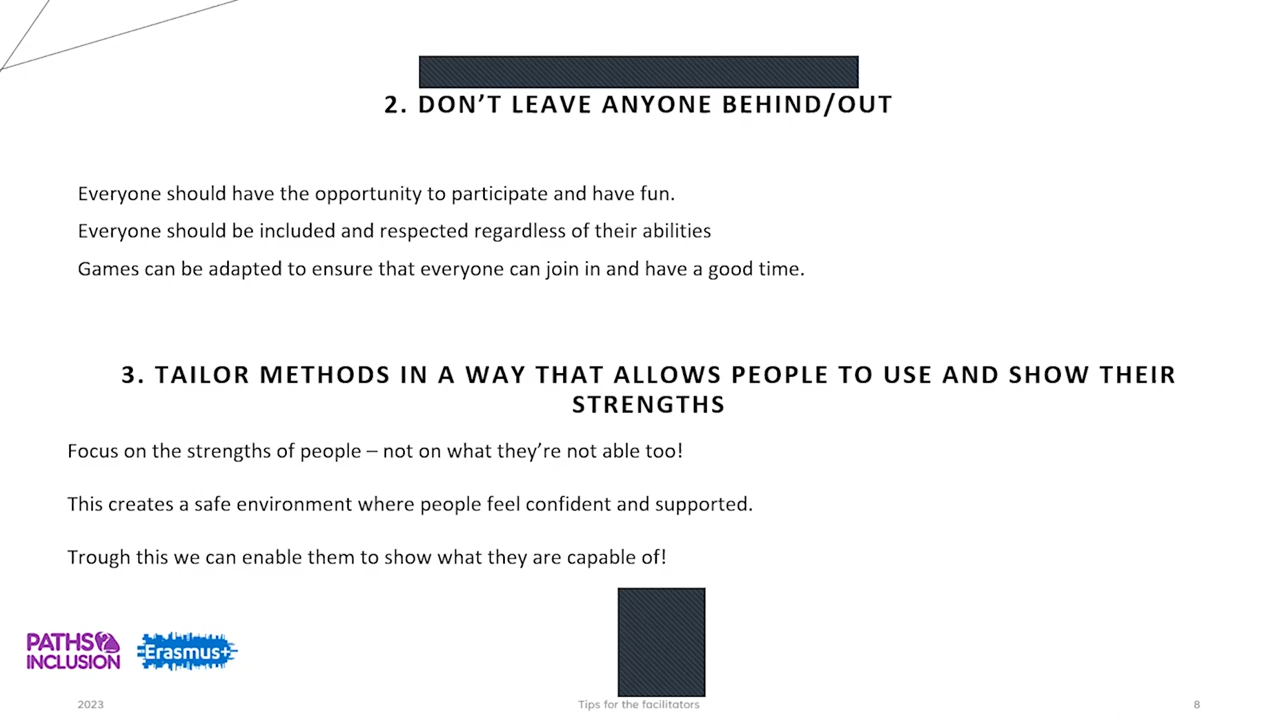 2. DON’T LEAVE ANYONE BEHIND/OUT
Everyone should have the opportunity to participate and have fun.
Everyone should be included and respected regardless of their abilities
Games can be adapted to ensure that everyone can join in and have a good time.
3. TAILOR METHODS IN A WAY THAT ALLOWS PEOPLE TO USE AND SHOW THEIR
STRENGTHS
Focus on the strengths of people – not on what they’re not able too!
This creates a safe environment where people feel confident and supported.
Trough this we can enable them to show what they are capable of!
PATHS2
INCLUSION
Erasmus+
2023
Tips for the facilitators
8